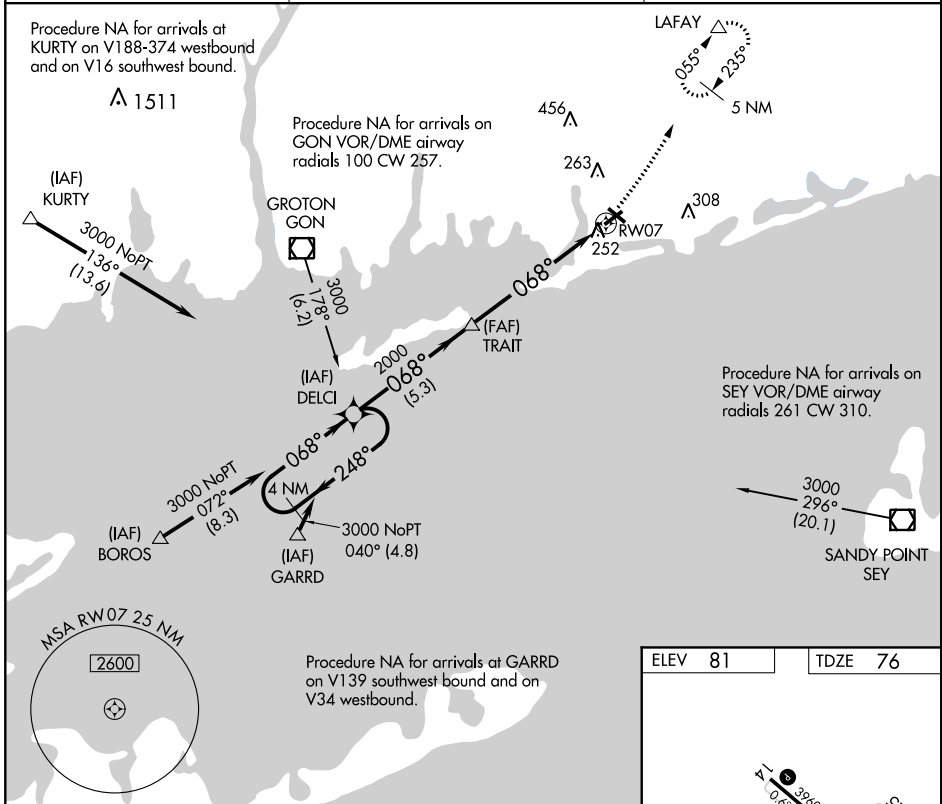 Procedure NA for arrivals at
KURTY on V188-374 westbound
and on V16 southwest bound.
1511
LAFAY
055°
235°
5 NM
456
Procedure NA for arrivals on
GON VOR/DME airway
radials 100 CW 257.
263
(IAF)
KURTY
3000 NoPT
136°
(13.6)
GROTON
GON
308
RW07
252
3000
178°
(6.2)
068°
(FAF)
TRAIT
2000
068°
(5.3)
(IAF)
DELCI
Procedure NA for arrivals on
SEY VOR/DME airway
radials 261 CW 310.
068°
248°
3000 NoPT
072°
(8.3)
4 NM
3000 NoPT
040° (4.8)
(IAF)
BOROS
(IAF)
GARRD
3000
296°
(20.1)
SANDY POINT
SEY
MSA RW07 25 NM
2600
Procedure NA for arrivals at GARRD
on V139 southwest bound and on
V34 westbound.
ELEV 81
TDZE 76
14
P